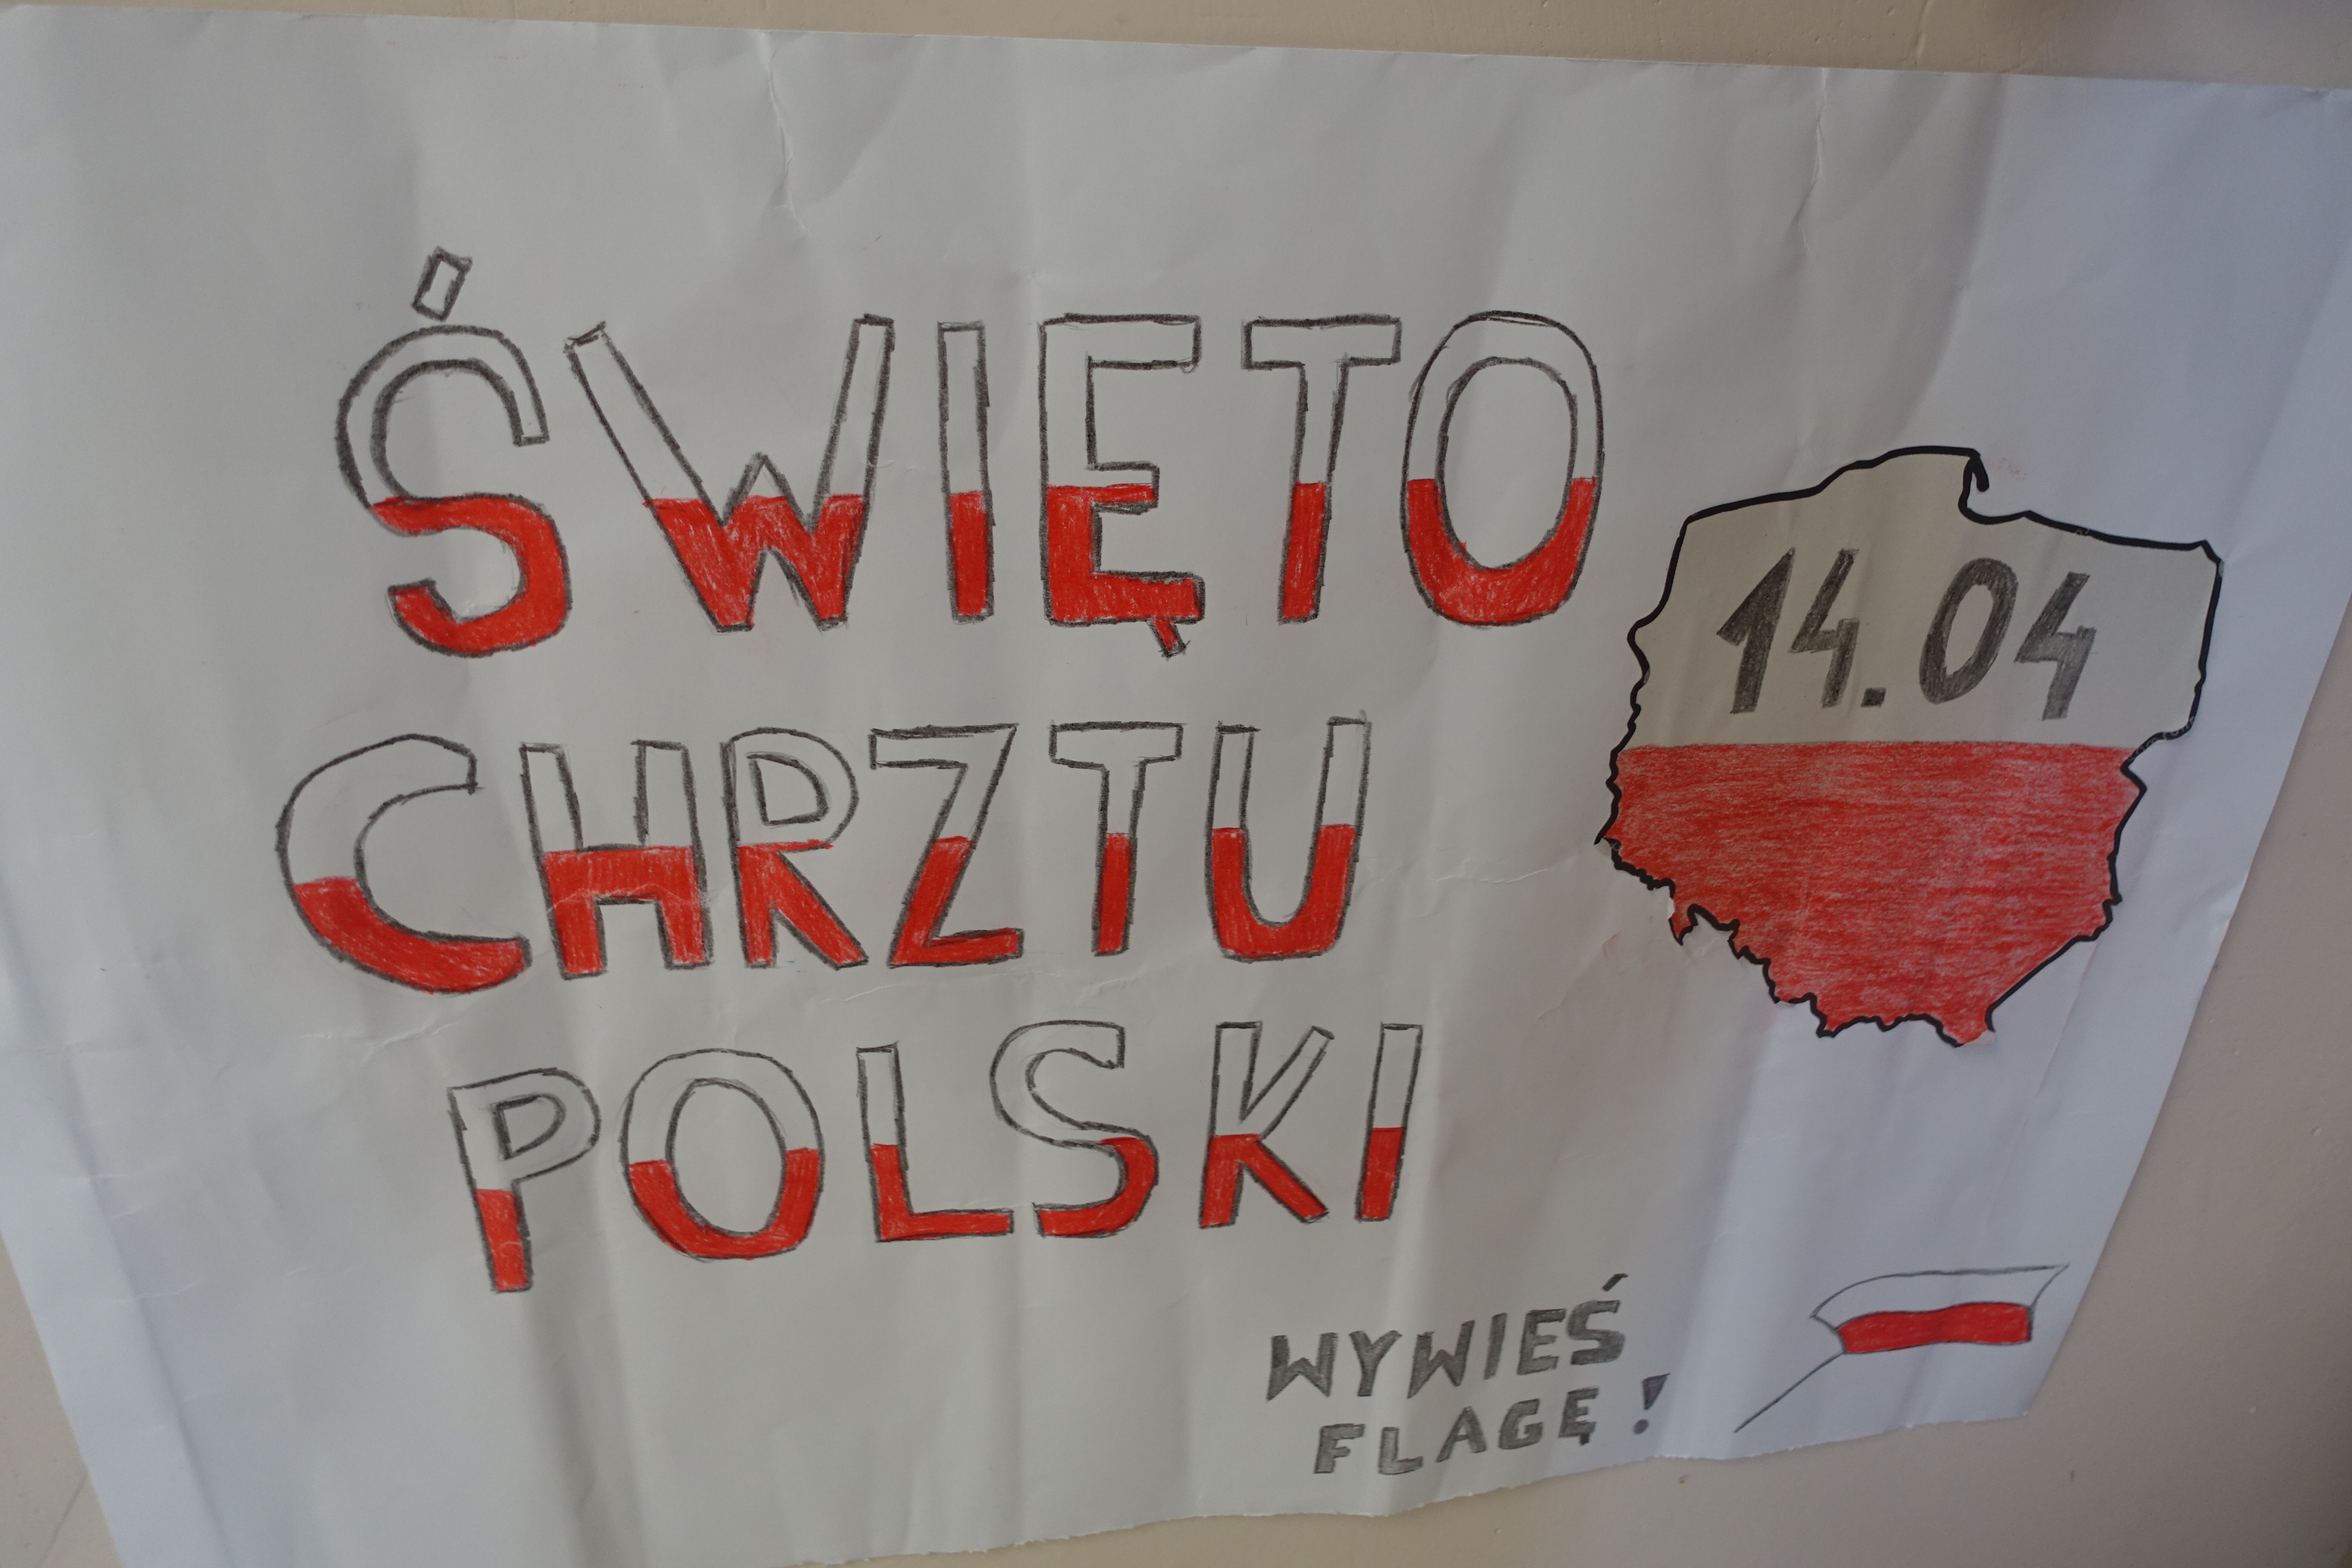 ŚWIĘTO
CHRZTU
POLSKI
14.04
WYWIEŚ
FLAGĘ!